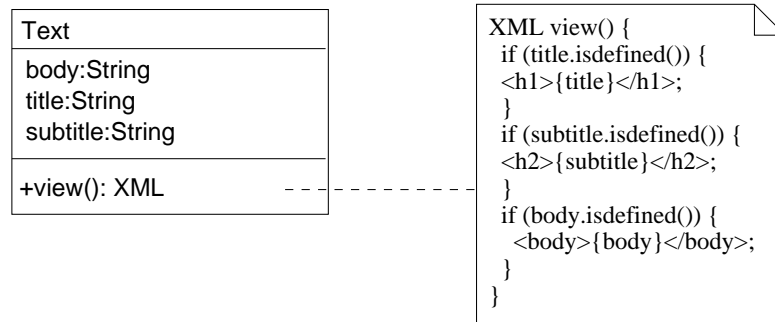 Text
body:String
title:String
subtitle:String
+view(): XML
XML view() {
if (title.isdefined()) {
<h1>{title}</h1>;
}
if (subtitle.isdefined()) {
<h2>{subtitle}</h2>;
}
if (body.isdefined()) {
<body>{body}</body>;
}
}